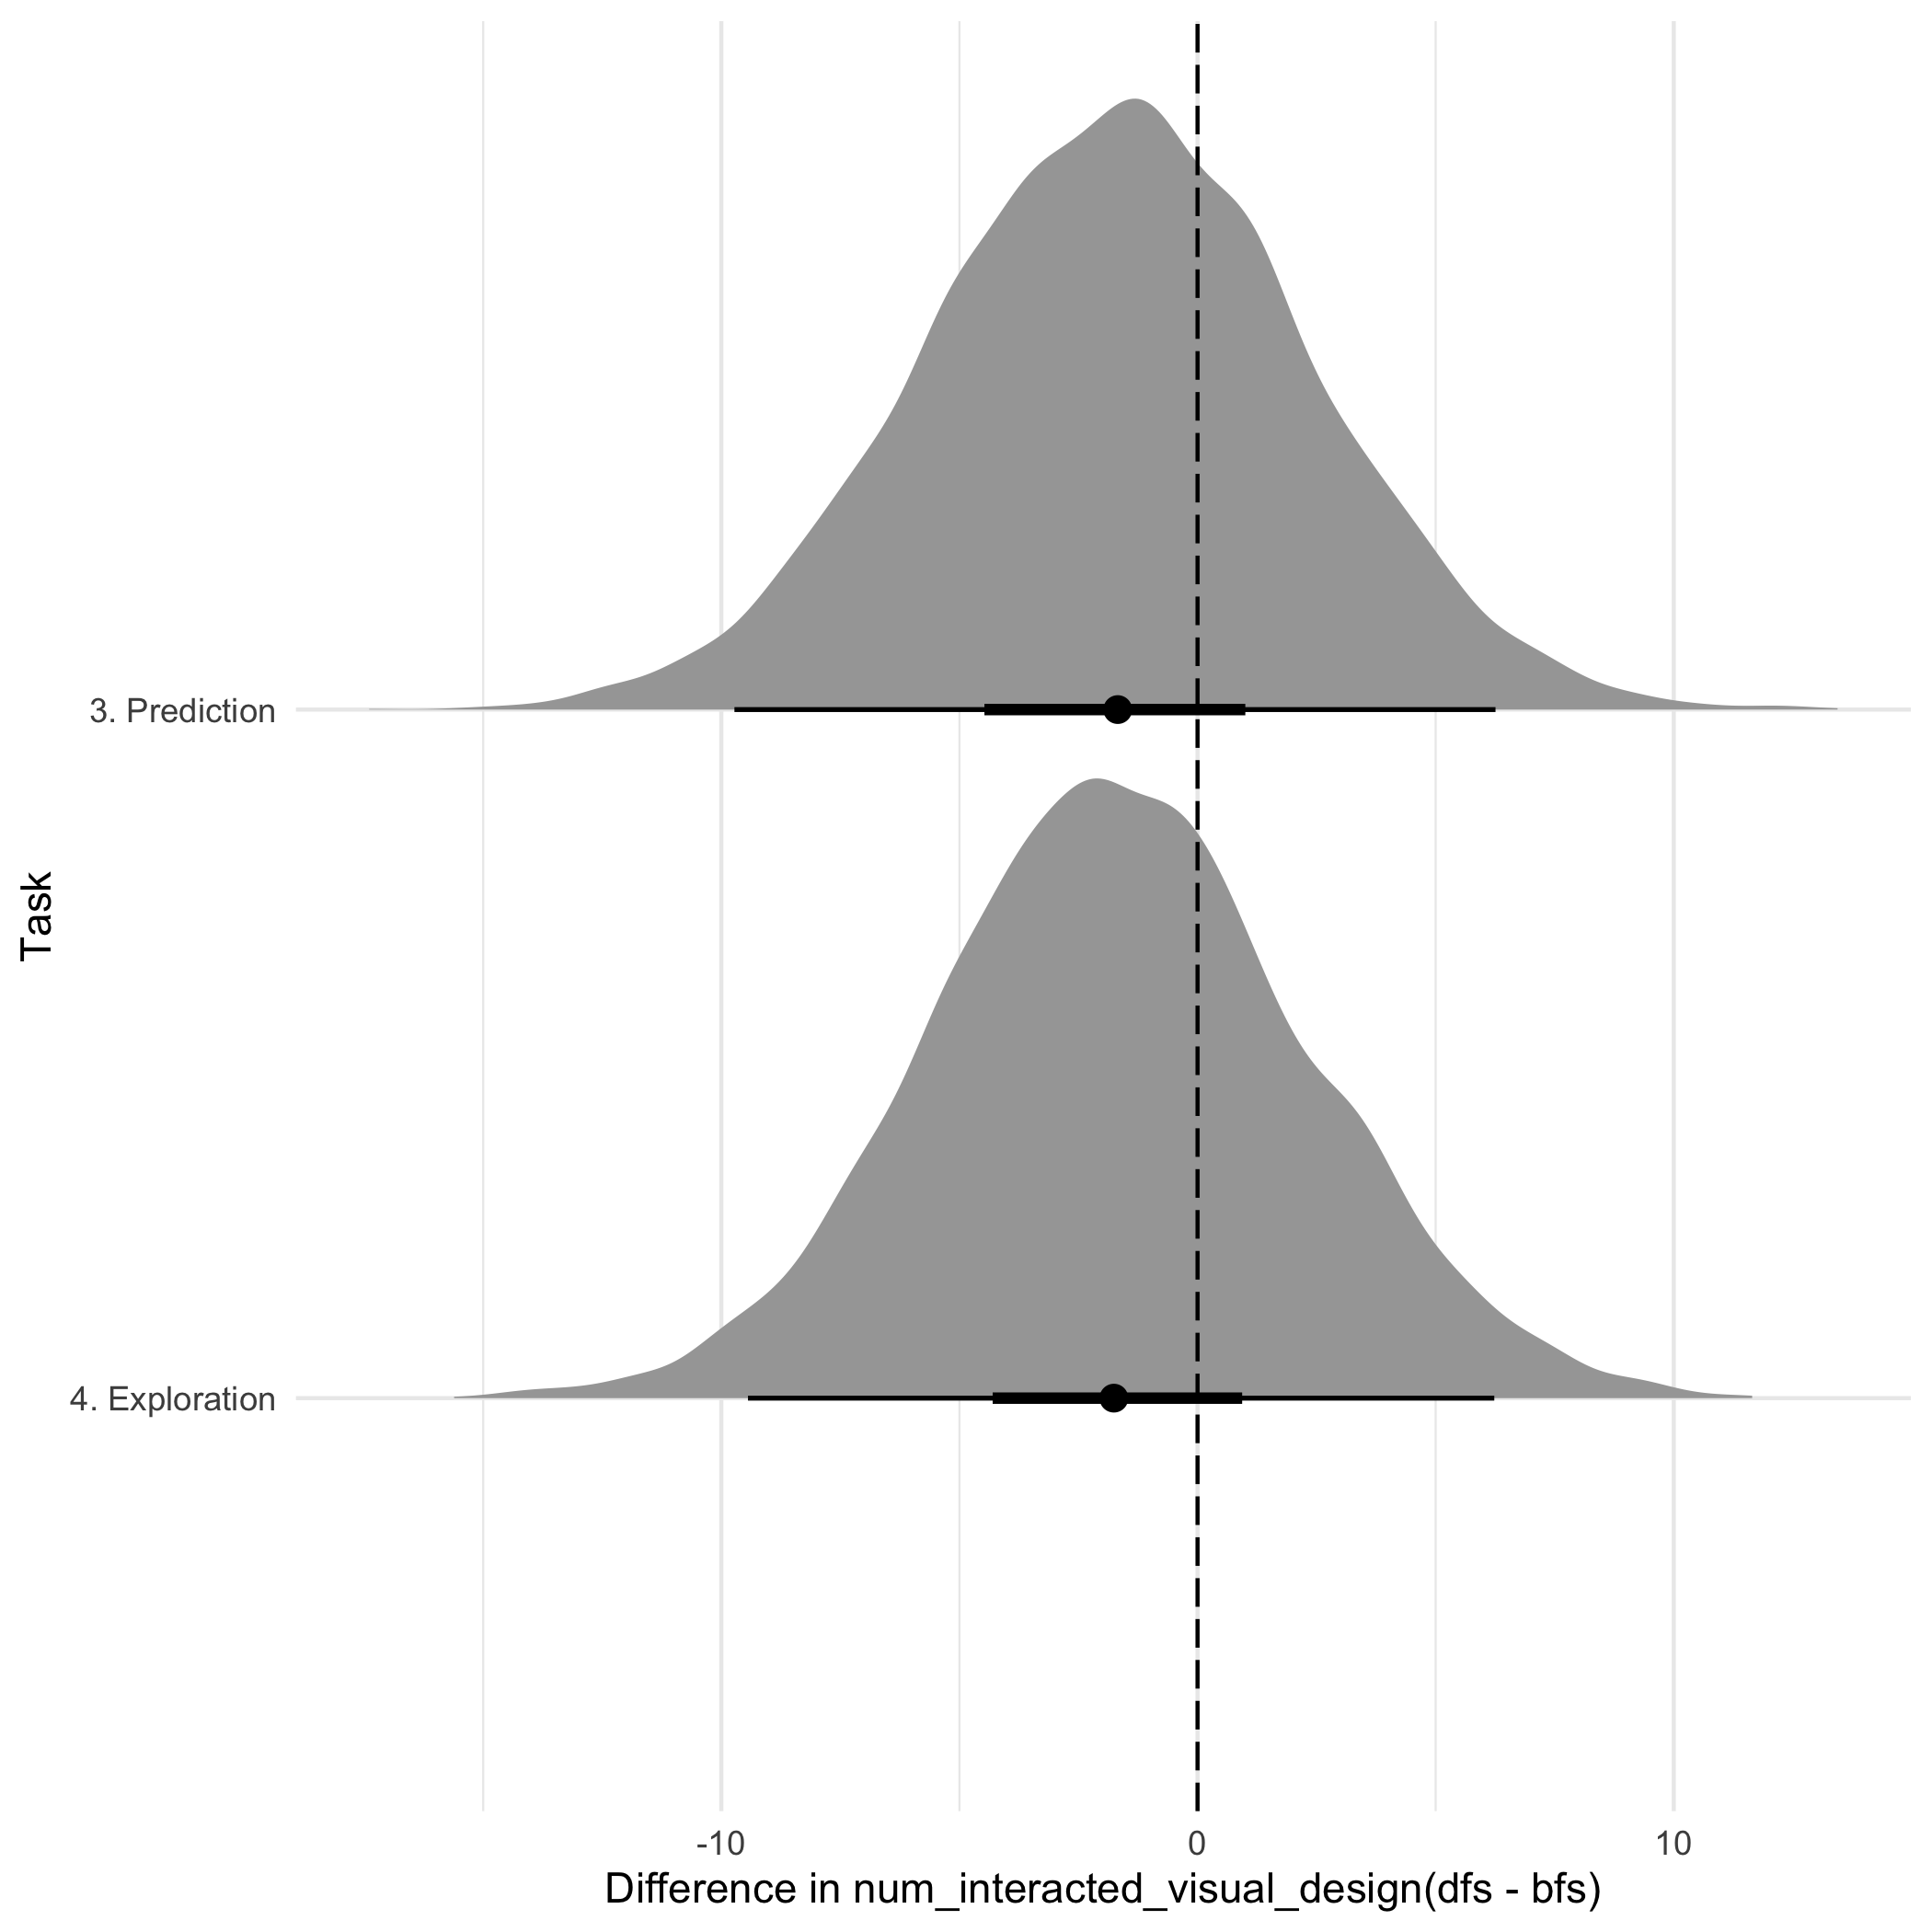 3. Prediction
Task
4. Exploration
-10
0
10
Difference in num_interacted_visual_design(dfs - bfs)